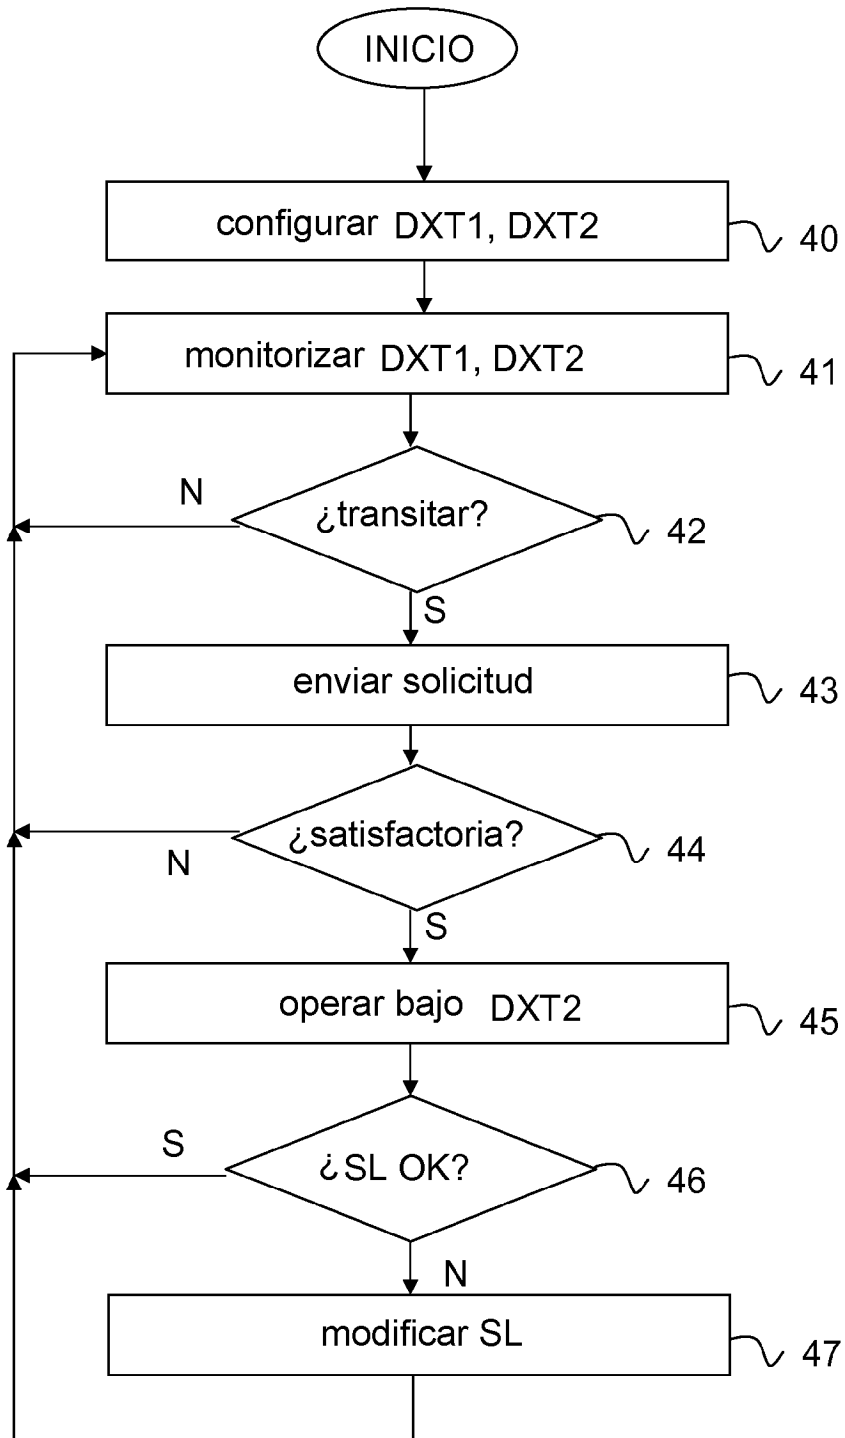 INICIO
configurar DXT1, DXT2
40
monitorizar DXT1, DXT2
41
N
¿transitar?
42
S
enviar solicitud
43
¿satisfactoria?
44
N
S
operar bajo DXT2
45
S
¿SL OK?
46
N
modificar SL
47